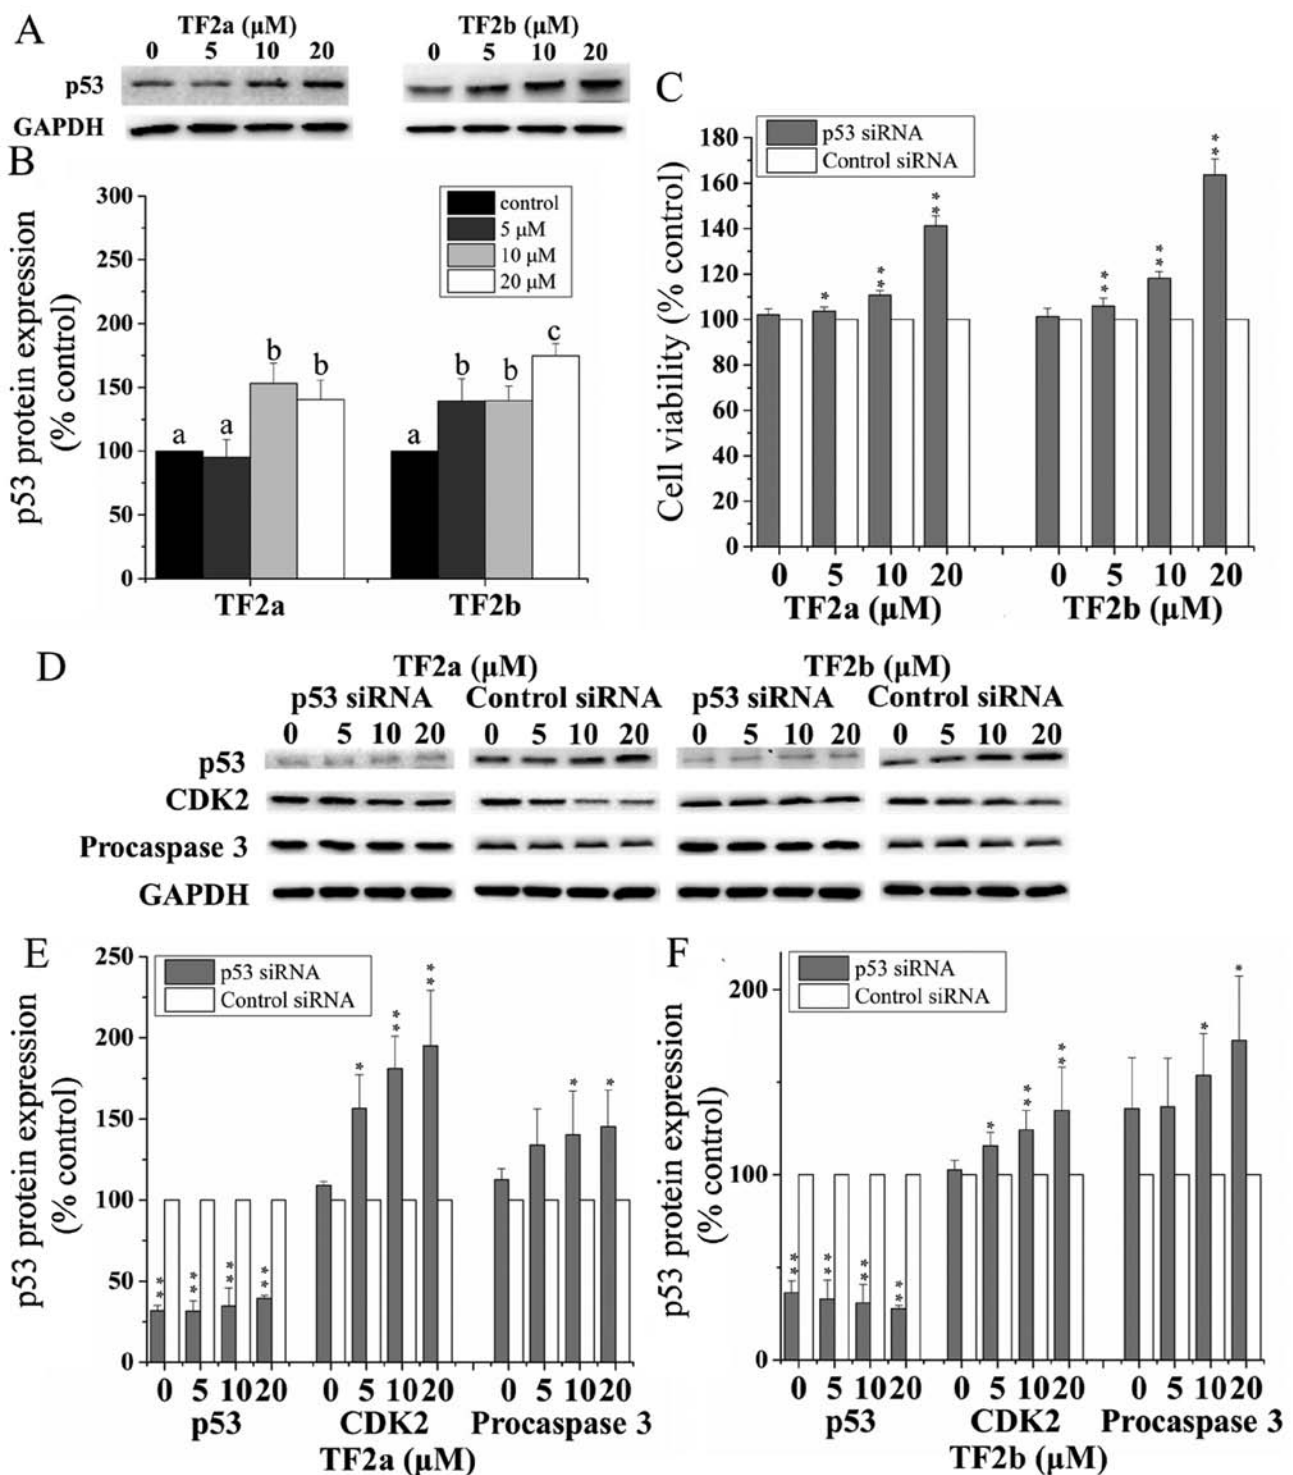 A
TF2a (μM)
0 5 10 20
TF2b (μM)
0 5 10 20
p53
GAPDH
B
p53 protein expression
(% control)
300
250
200
150
100
50
0
control
5 μM
10 μM
20 μM
a a b b
a b b c
TF2a TF2b
C
Cell viability (% control)
180
160
140
120
100
80
60
40
20
0
p53 siRNA
Control siRNA
* ** **
** ** **
0 5 10 20 0 5 10 20
TF2a (μM) TF2b (μM)
D
TF2a (μM) TF2b (μM)
p53 siRNA Control siRNA p53 siRNA Control siRNA
0 5 10 20 0 5 10 20 0 5 10 20 0 5 10 20
p53
CDK2
Procaspase 3
GAPDH
E
p53 protein expression
(% control)
250
200
150
100
50
0
p53 siRNA
Control siRNA
** ** ** **
* ** **
* *
0 5 10 20 0 5 10 20 0 5 10 20
p53 CDK2 Procaspase 3
TF2a (μM)
F
p53 protein expression
(% control)
200
100
0
p53 siRNA
Control siRNA
** ** ** **
* ** **
* *
0 5 10 20 0 5 10 20 0 5 10 20
p53 CDK2 Procaspase 3
TF2b (μM)